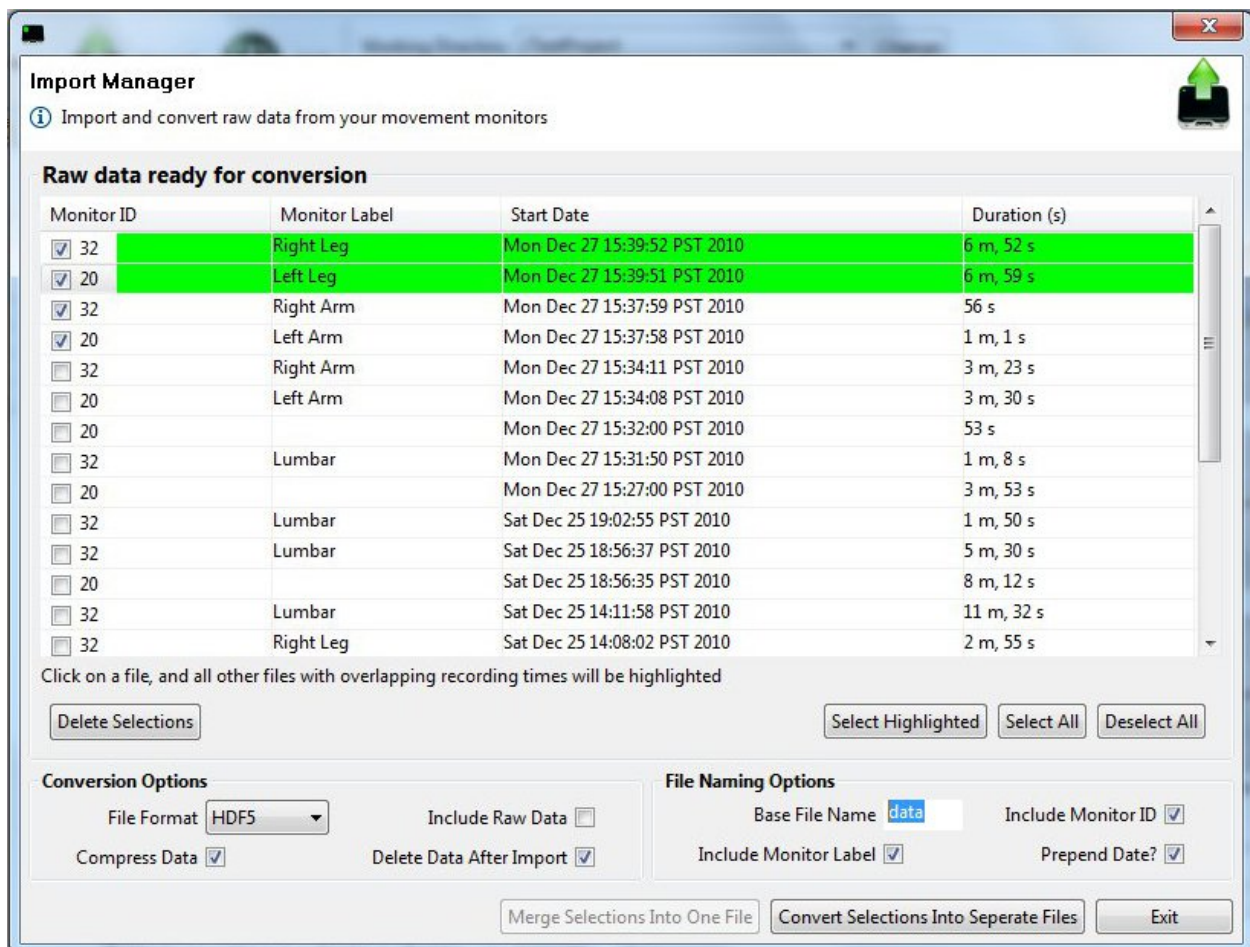 Import Manager
Import and convert raw data from your movement monitors
Raw data ready for conversion
Monitor ID Monitor Label Start Date Duration (s)
32 Right Leg Mon Dec 27 15:39:52 PST 2010 6 m, 52 s
20 Left Leg Mon Dec 27 15:39:51 PST 2010 6 m, 59 s
32 Right Arm Mon Dec 27 15:37:59 PST 2010 56 s
20 Left Arm Mon Dec 27 15:37:58 PST 2010 1 m, 1 s
32 Right Arm Mon Dec 27 15:34:11 PST 2010 3 m, 23 s
20 Left Arm Mon Dec 27 15:34:08 PST 2010 3 m, 30 s
20 Mon Dec 27 15:32:00 PST 2010 53 s
32 Lumbar Mon Dec 27 15:31:50 PST 2010 1 m, 8 s
20 Mon Dec 27 15:27:00 PST 2010 3 m, 53 s
32 Lumbar Sat Dec 25 19:02:55 PST 2010 1 m, 50 s
32 Lumbar Sat Dec 25 18:56:37 PST 2010 5 m, 30 s
20 Sat Dec 25 18:56:35 PST 2010 8 m, 12 s
32 Lumbar Sat Dec 25 14:11:58 PST 2010 11 m, 32 s
32 Right Leg Sat Dec 25 14:08:02 PST 2010 2 m, 55 s
Click on a file, and all other files with overlapping recording times will be highlighted
Delete Selections Select Highlighted Select All Deselect All
Conversion Options File Naming Options
File Format HDF5 Include Raw Data Base File Name data Include Monitor ID
Compress Data Delete Data After Import Include Monitor Label Prepend Date?
Merge Selections Into One File Convert Selections Into Seperate Files Exit